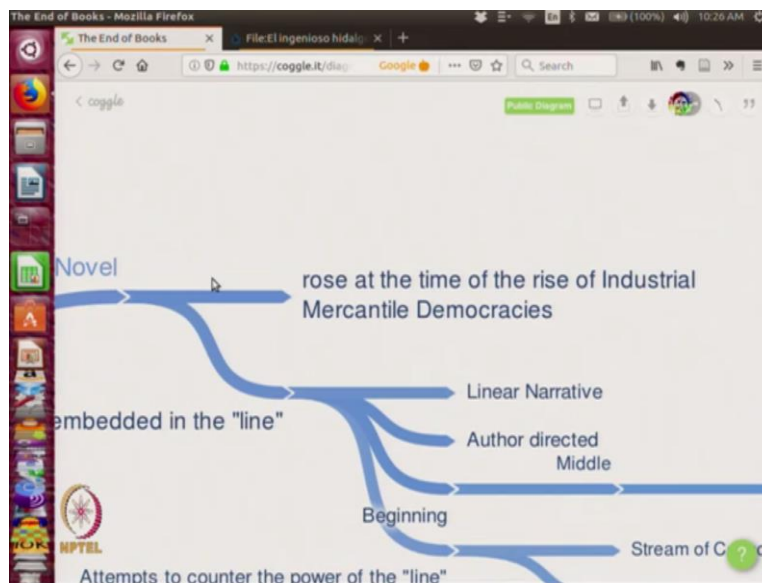 The End of Books - Mozilla Firefox
En
(100%)
10:26 AM
The End of Books
File:El ingenioso hidalg
https://coggle.it/diag
Google
Search
coggle
Public Diagram
Novel
rose at the time of the rise of Industrial
Mercantile Democracies
Linear Narrative
embedded in the "line"
Author directed
Middle
Beginning
Stream of C
?
NPTEL
Attempts to counter the power of the "line"